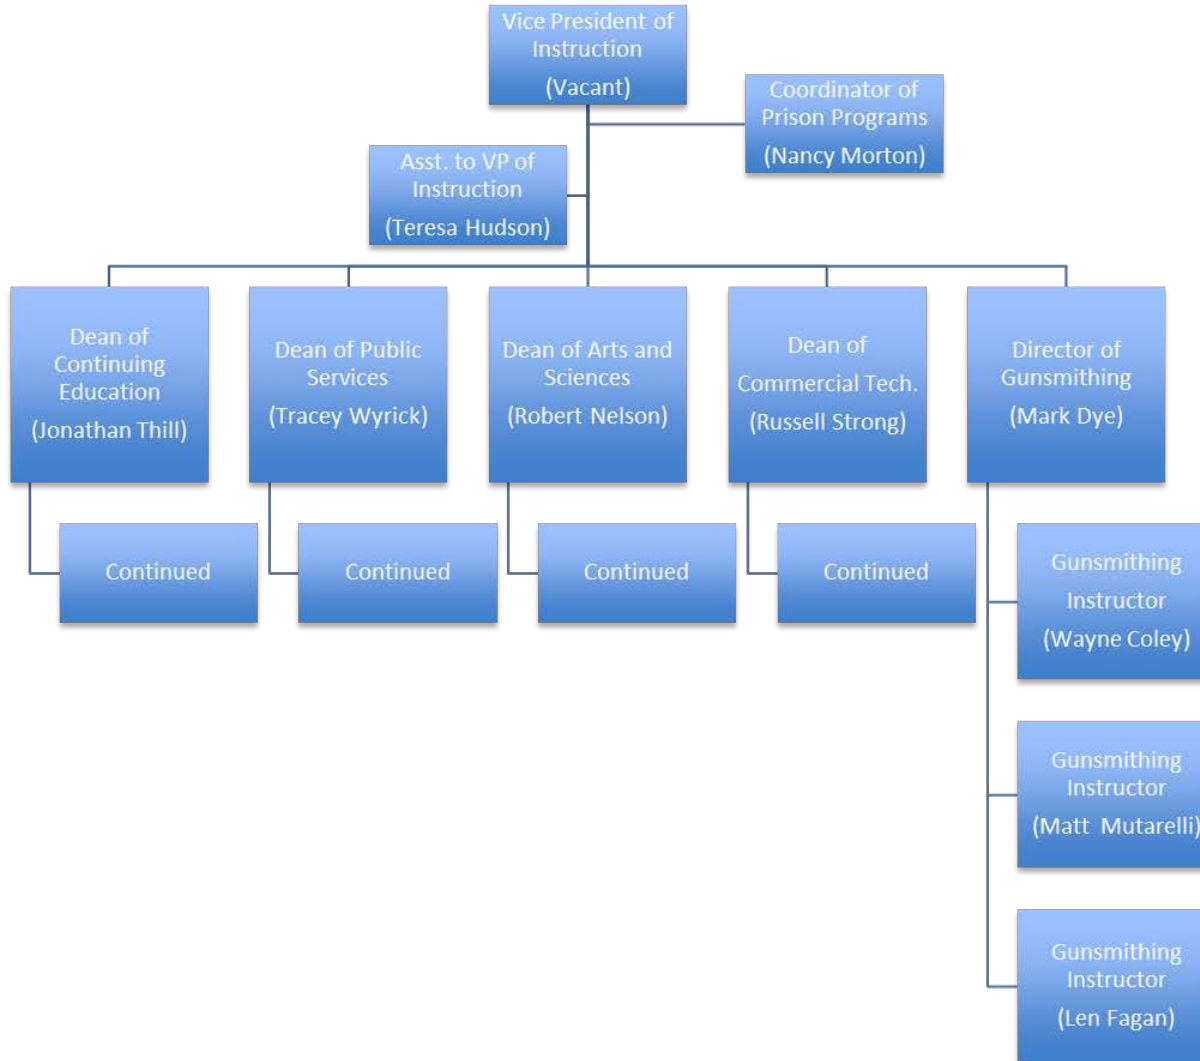 Vice President of
Instruction
(Vacant)
Coordinator of
Prison Programs
(Nancy Morton)
Asst. to VP of
Instruction
(Teresa Hudson)
Dean of
Continuing
Education
(Jonathan Thill)
Dean of Public
Services
(Tracey Wyrick)
Dean of Arts and
Sciences
(Robert Nelson)
Dean of
Commercial Tech.
(Russell Strong)
Director of
Gunsmithing
(Mark Dye)
Continued
Continued
Continued
Continued
Gunsmithing
Instructor
(Wayne Coley)
Gunsmithing
Instructor
(Matt Mutarelli)
Gunsmithing
Instructor
(Len Fagan)